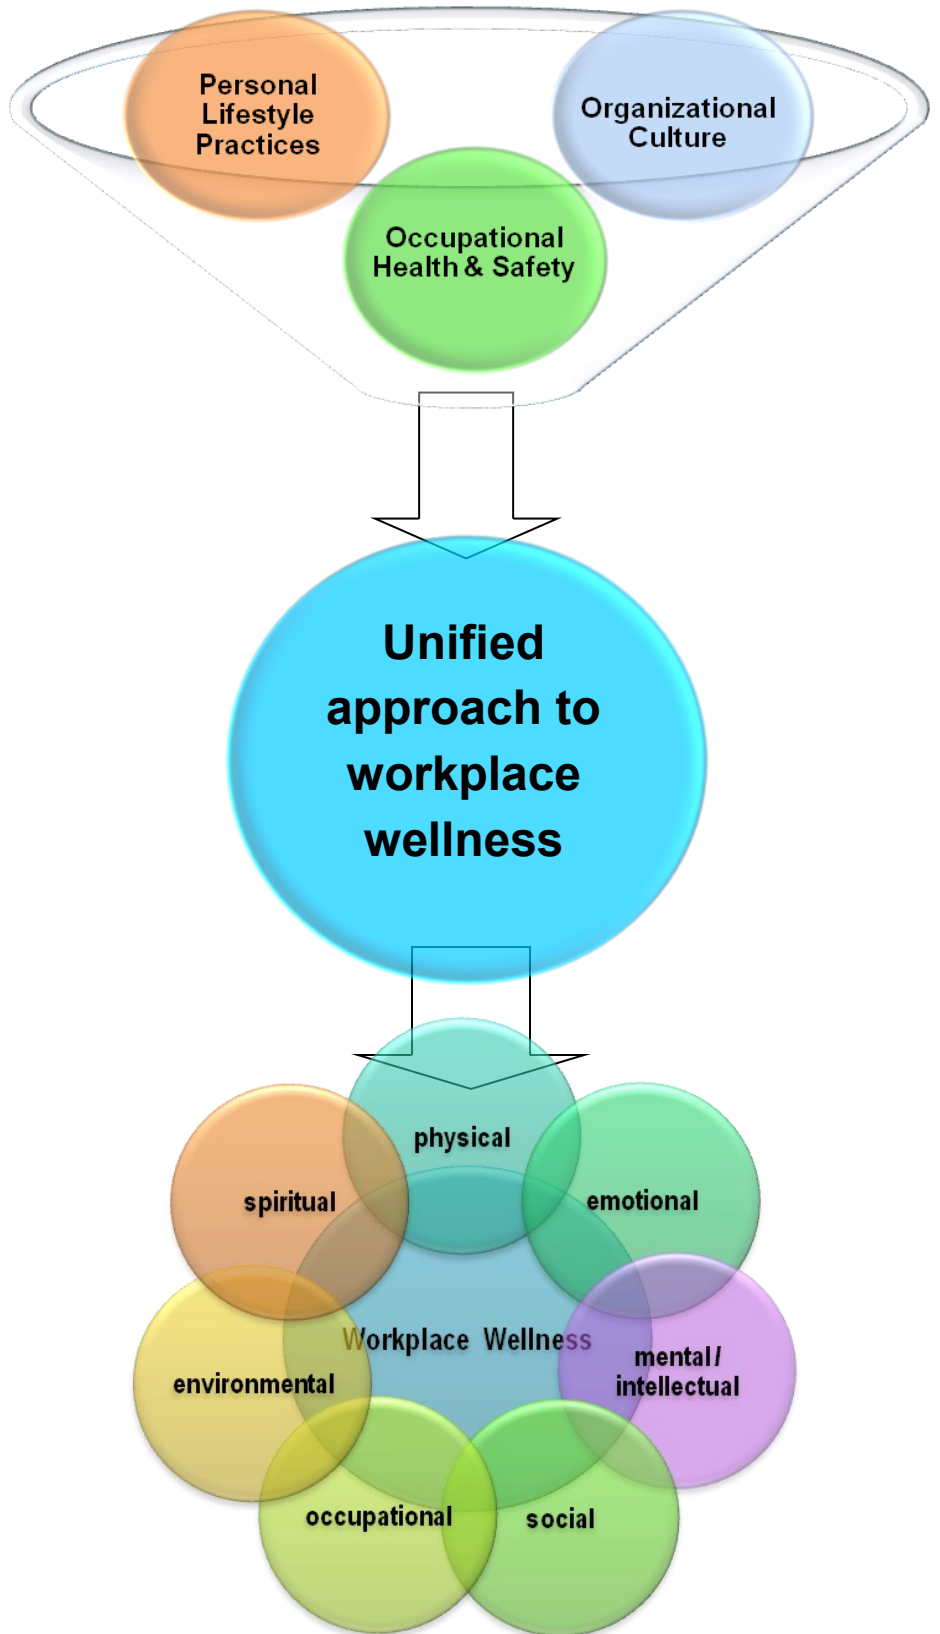 Personal
Lifestyle
Practices
Organizational
Culture
Occupational
Health & Safety
Unified
approach to
workplace
wellness
physical
spiritual
emotional
Workplace Wellness
mental/
intellectual
environmental
occupational
social